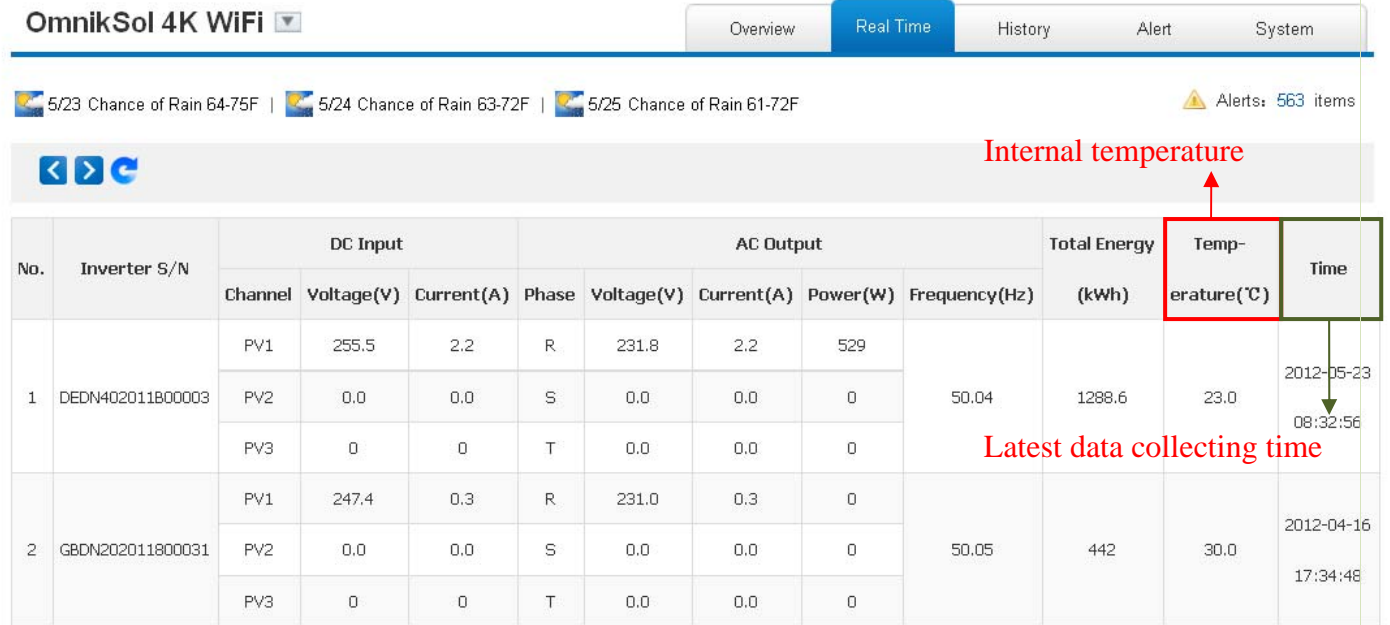 OmnikSol 4K WiFi
Overview Real Time History Alert System
5/23 Chance of Rain 64-75F | 5/24 Chance of Rain 63-72F | 5/25 Chance of Rain 61-72F
Alerts: 563 items
Internal temperature
No. Inverter S/N DC Input AC Output Total Energy (kWh) Temp-erature(℃) Time
Channel Voltage(V) Current(A) Phase Voltage(V) Current(A) Power(W) Frequency(Hz)
PV1 255.5 2.2 R 231.8 2.2 529
1 DEDN402011B00003 PV2 0.0 0.0 S 0.0 0.0 0 50.04 1288.6 23.0 2012-05-23 08:32:56
PV3 0 0 T 0.0 0.0 0
Latest data collecting time
PV1 247.4 0.3 R 231.0 0.3 0
2 GBDN202011800031 PV2 0.0 0.0 S 0.0 0.0 0 50.05 442 30.0 2012-04-16 17:34:48
PV3 0 0 T 0.0 0.0 0